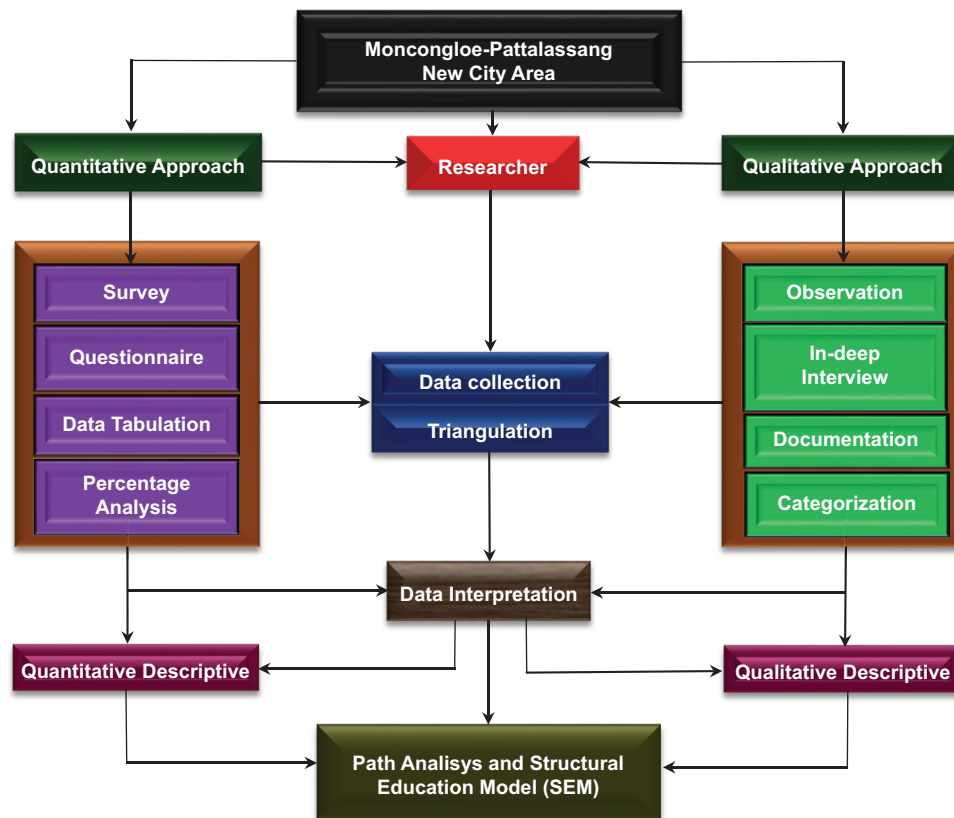 Moncongloe-Pattalassang
New City Area
Quantitative Approach
Researcher
Qualitative Approach
Survey
Questionnaire
Data Tabulation
Percentage
Analysis
Data collection
Triangulation
Observation
In-deep
Interview
Documentation
Categorization
Data Interpretation
Quantitative Descriptive
Qualitative Descriptive
Path Analisys and Structural
Education Model (SEM)